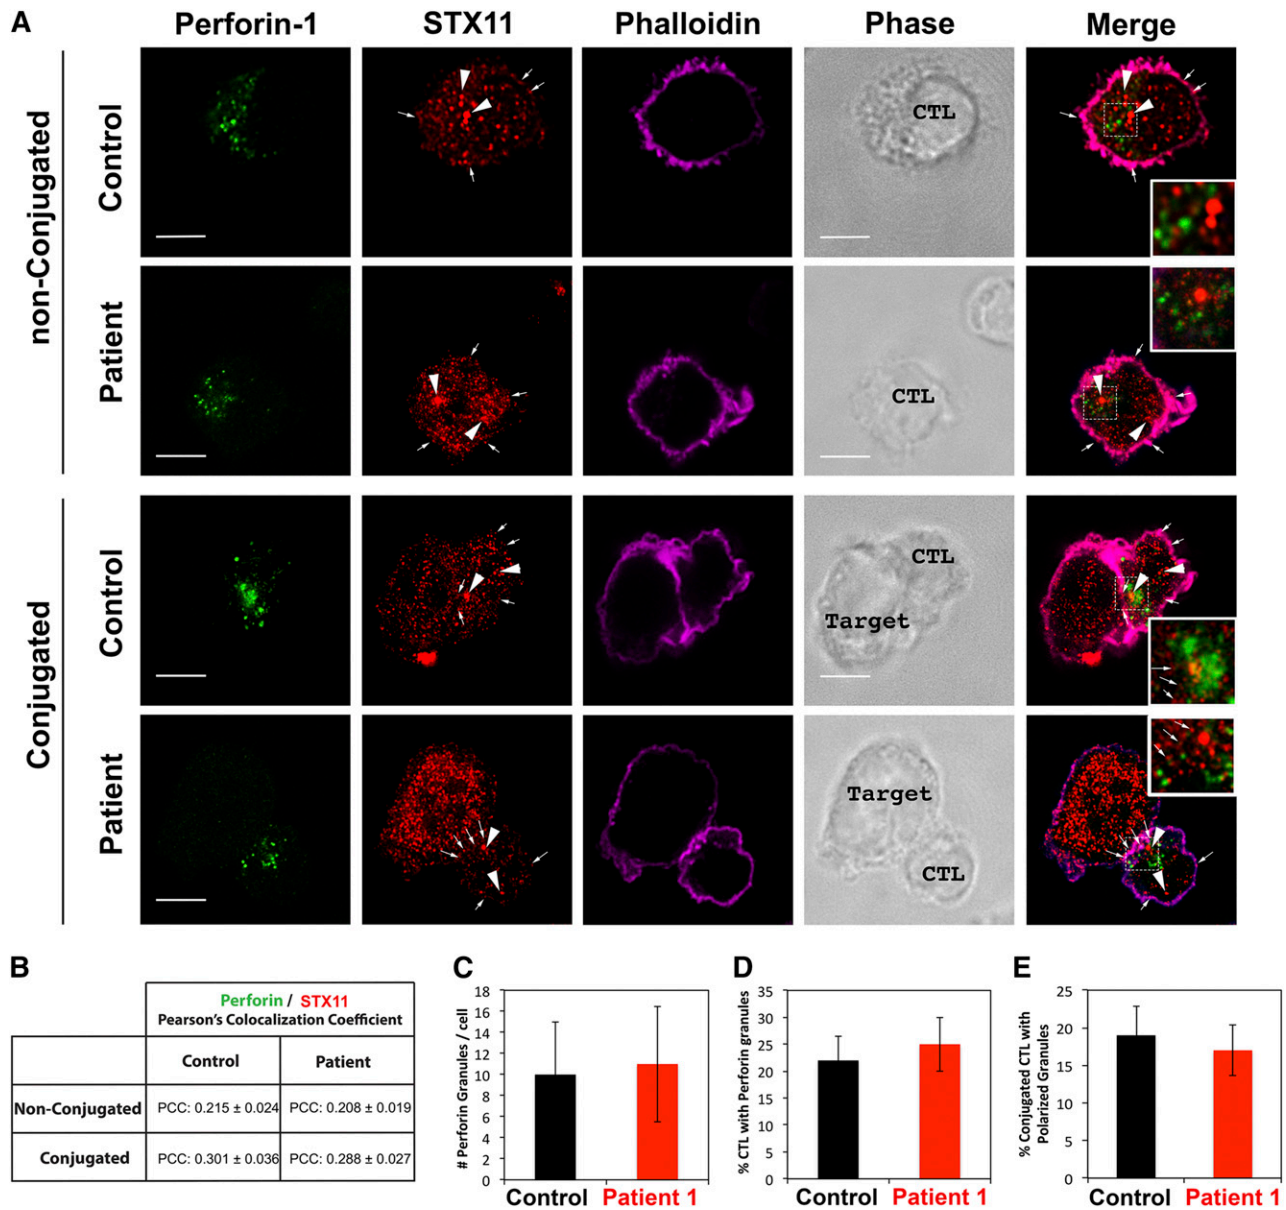 A
Perforin-1 STX11 Phalloidin Phase Merge
non-Conjugated
Control
CTL
Patient
CTL
Conjugated
Control
CTL
Target
Patient
Target
CTL
B
Perforin / STX11
Pearson's Colocalization Coefficient
Control Patient
Non-Conjugated PCC: 0.215 ± 0.024 PCC: 0.208 ± 0.019
Conjugated PCC: 0.301 ± 0.036 PCC: 0.288 ± 0.027
C
# Perforin Granules / cell
18
16
14
12
10
8
6
4
2
0
Control Patient 1
D
% CTL with Perforin granules
35
30
25
20
15
10
5
0
Control Patient 1
E
% Conjugated CTL with
Polarized Granules
25
20
15
10
5
0
Control Patient 1